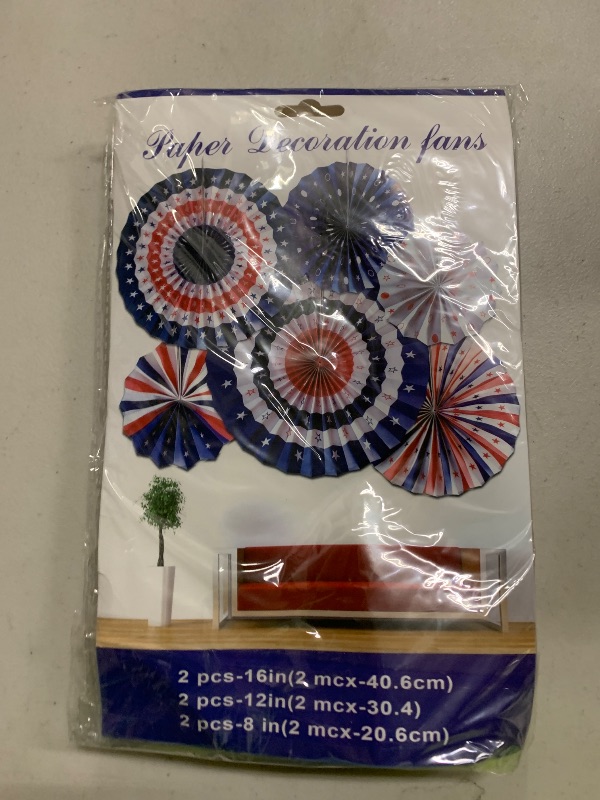 Paper Decoration fans
2 pcs-16in(2 mcx-40.6cm)
2 pcs-12in(2 mcx-30.4)
2 pcs-8 in(2 mcx-20.6cm)